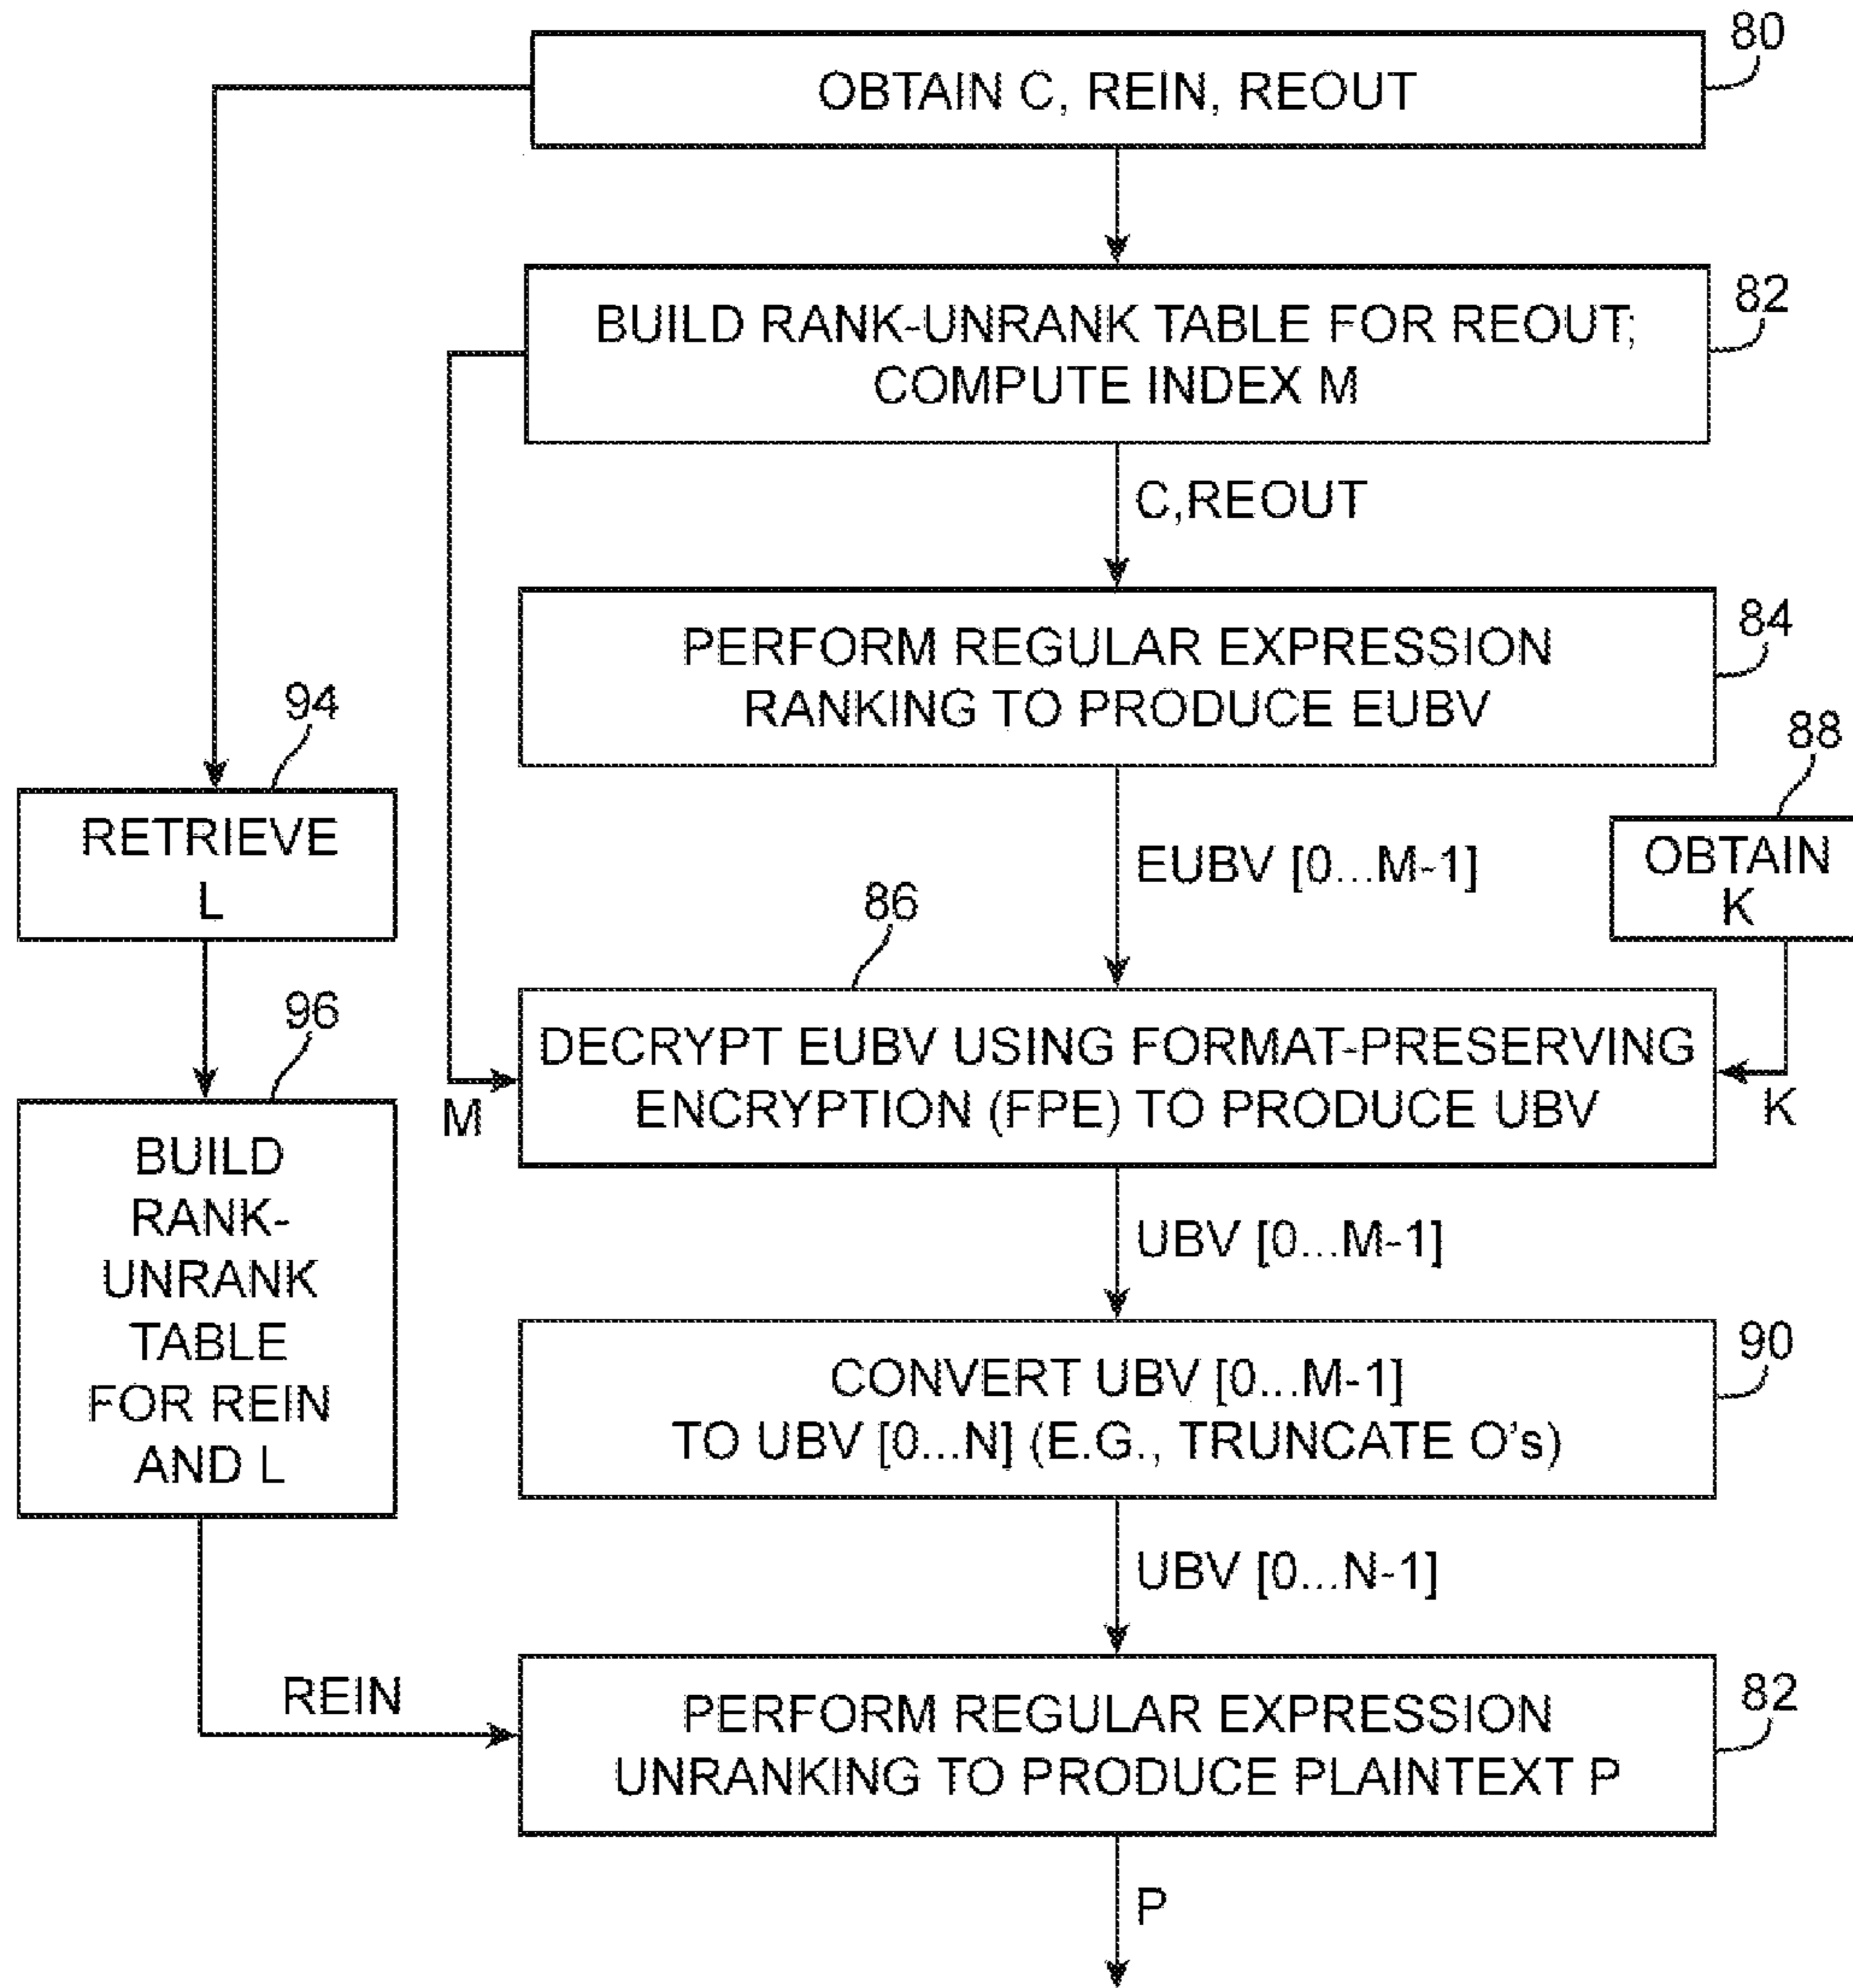 80
OBTAIN C, REIN, REOUT
82
BUILD RANK-UNRANK TABLE FOR REOUT;
COMPUTE INDEX M
C,REOUT
84
PERFORM REGULAR EXPRESSION
RANKING TO PRODUCE EUBV
94
RETRIEVE
L
88
OBTAIN
K
EUBV [0...M-1]
86
DECRYPT EUBV USING FORMAT-PRESERVING
ENCRYPTION (FPE) TO PRODUCE UBV
M
K
96
BUILD
RANK-
UNRANK
TABLE
FOR REIN
AND L
UBV [0...M-1]
90
CONVERT UBV [0...M-1]
TO UBV [0...N] (E.G., TRUNCATE O's)
UBV [0...N-1]
REIN
82
PERFORM REGULAR EXPRESSION
UNRANKING TO PRODUCE PLAINTEXT P
P